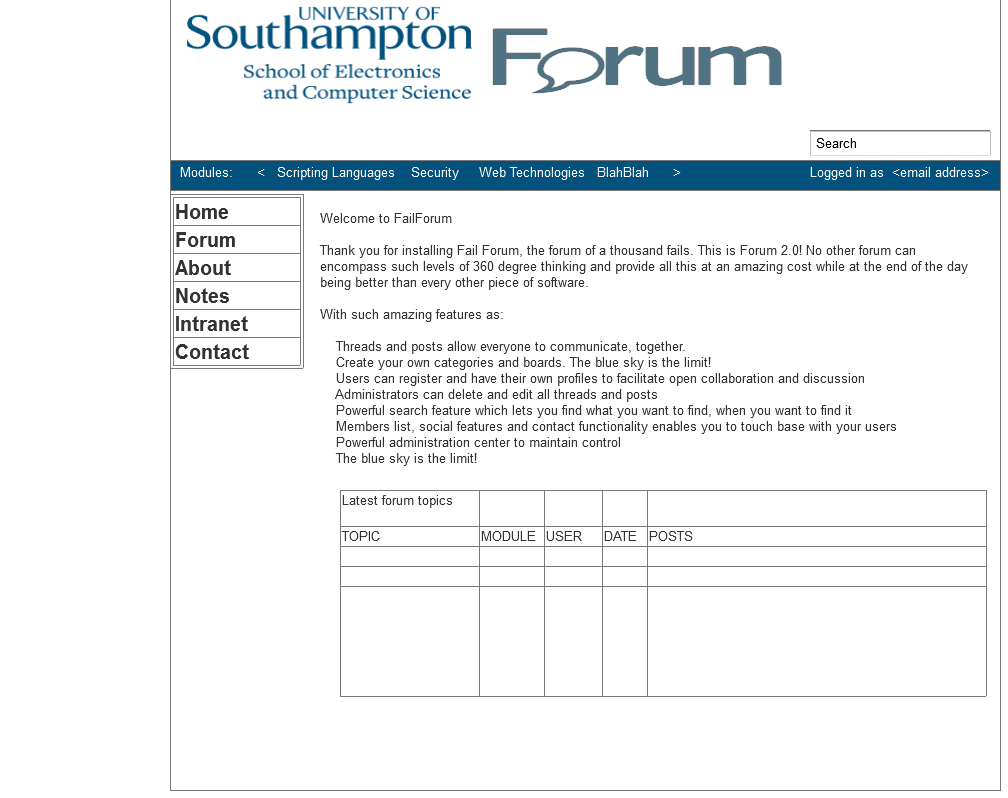 UNIVERSITY OF
Southampton
School of Electronics
and Computer Science
Forum
Search
Modules: < Scripting Languages Security Web Technologies BlahBlah > Logged in as <email address>
Home
Forum
About
Notes
Intranet
Contact
Welcome to FailForum
Thank you for installing Fail Forum, the forum of a thousand fails. This is Forum 2.0! No other forum can
encompass such levels of 360 degree thinking and provide all this at an amazing cost while at the end of the day
being better than every other piece of software.
With such amazing features as:
Threads and posts allow everyone to communicate, together.
Create your own categories and boards. The blue sky is the limit!
Users can register and have their own profiles to facilitate open collaboration and discussion
Administrators can delete and edit all threads and posts
Powerful search feature which lets you find what you want to find, when you want to find it
Members list, social features and contact functionality enables you to touch base with your users
Powerful administration center to maintain control
The blue sky is the limit!
Latest forum topics
TOPIC MODULE USER DATE POSTS